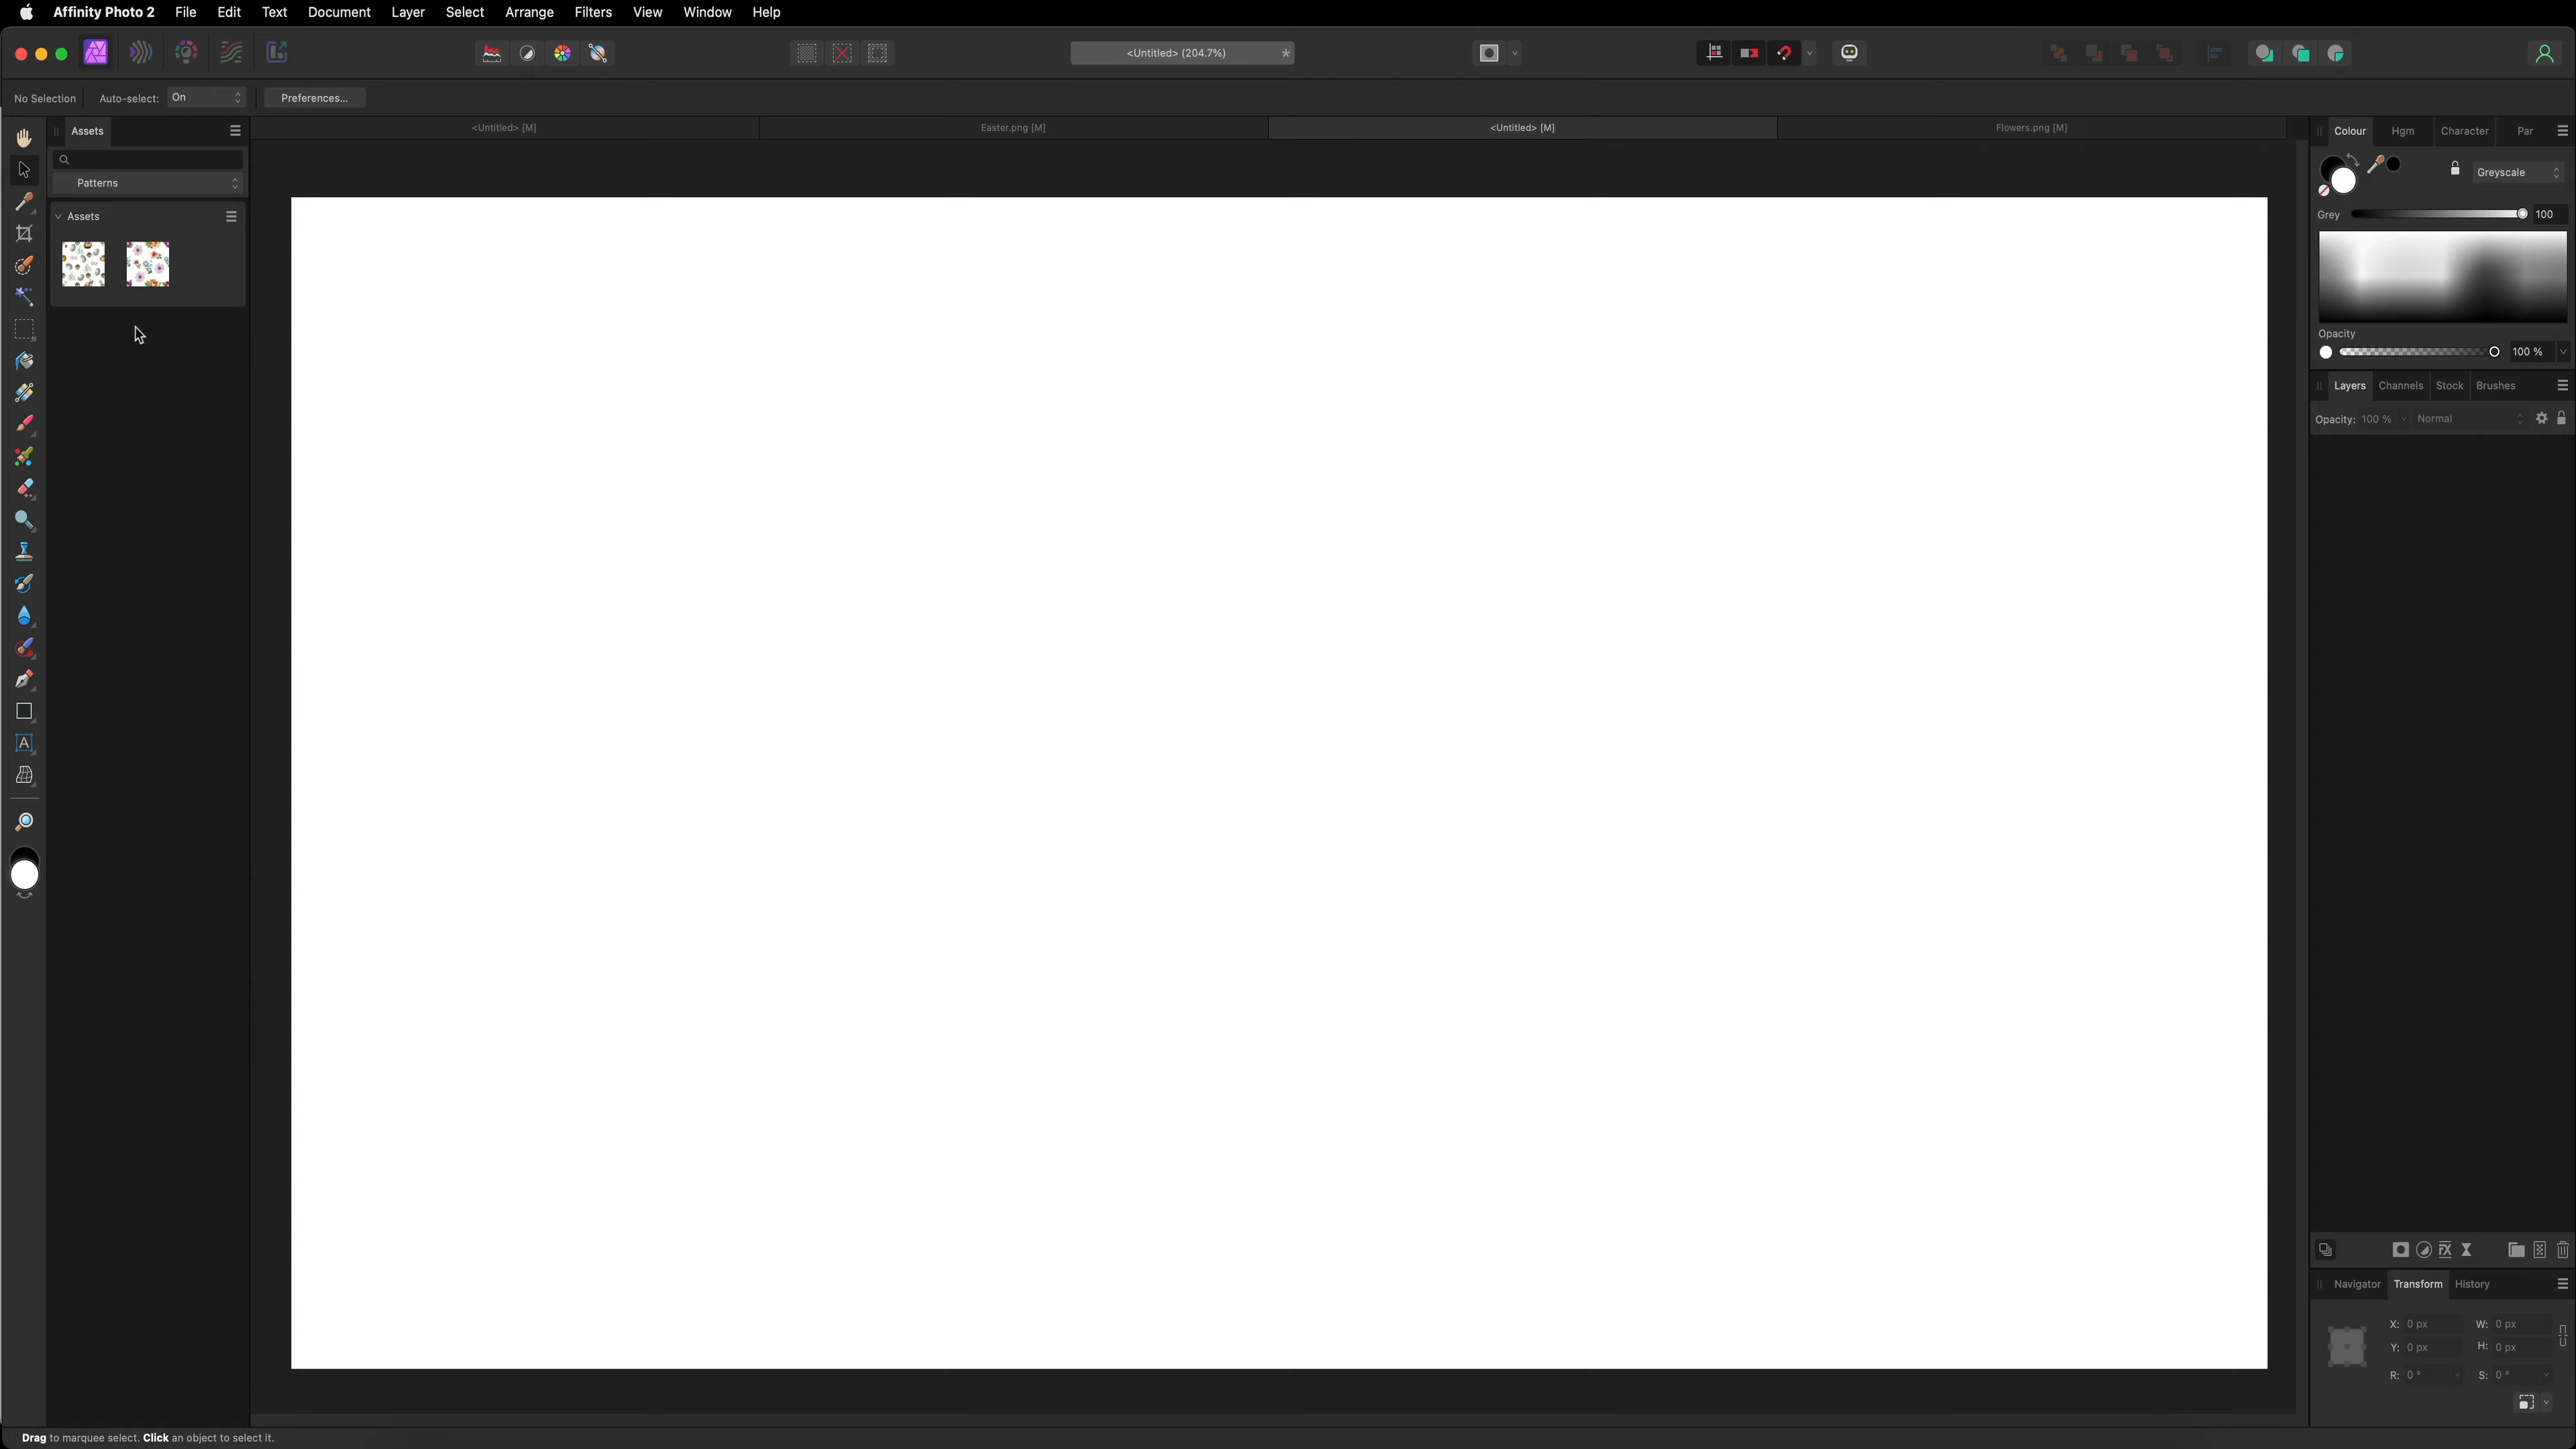 Affinity Photo 2 File Edit Text Document Layer Select Arrange Filters View Window Help
<Untitled> (204.7%) *
No Selection Auto-select: On Preferences...
Assets
<Untitled> [M] Easter.png [M] <Untitled> [M] Flowers.png [M]
Colour Hgm Character Par
Patterns
Greyscale
Assets
Grey 100
Opacity
100 %
Layers Channels Stock Brushes
Opacity: 100 % Normal
A
FX
Navigator Transform History
X: 0 px W: 0 px
Y: 0 px H: 0 px
R: 0 ° S: 0 °
Drag to marquee select. Click an object to select it.